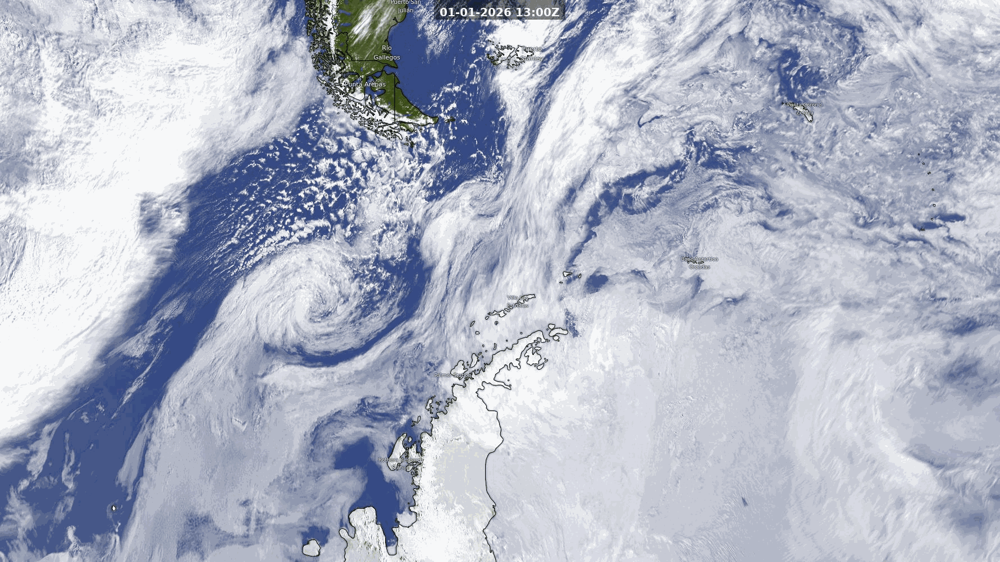 Puerto San
Julián
01-01-2026 13:00Z
Río
Gallegos
Puerto
Stanley
Punta Arenas
Punta Coronel
Zelaya
Base Antártica
Orcadas
Villa Las
Estrellas
Palmer Station
Rothera Research
Station